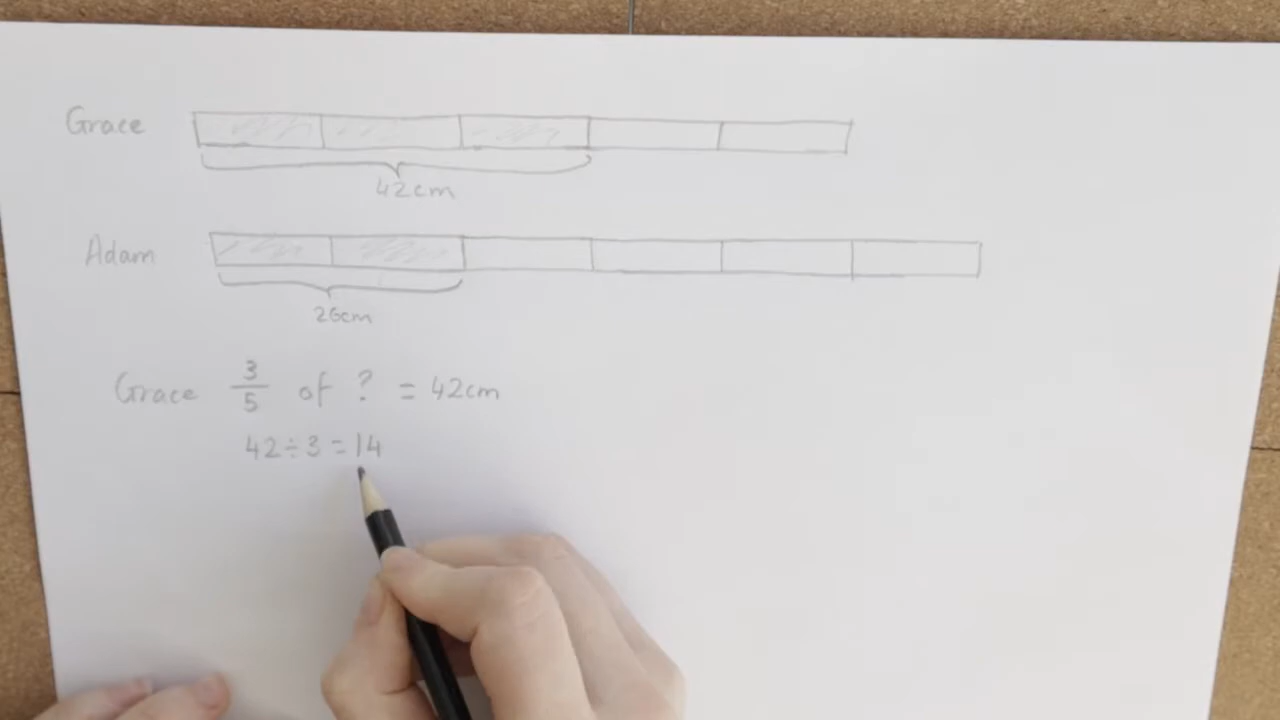 Grace
42cm
Adam
26cm
Grace 3/5 of ? = 42cm
42÷3=14